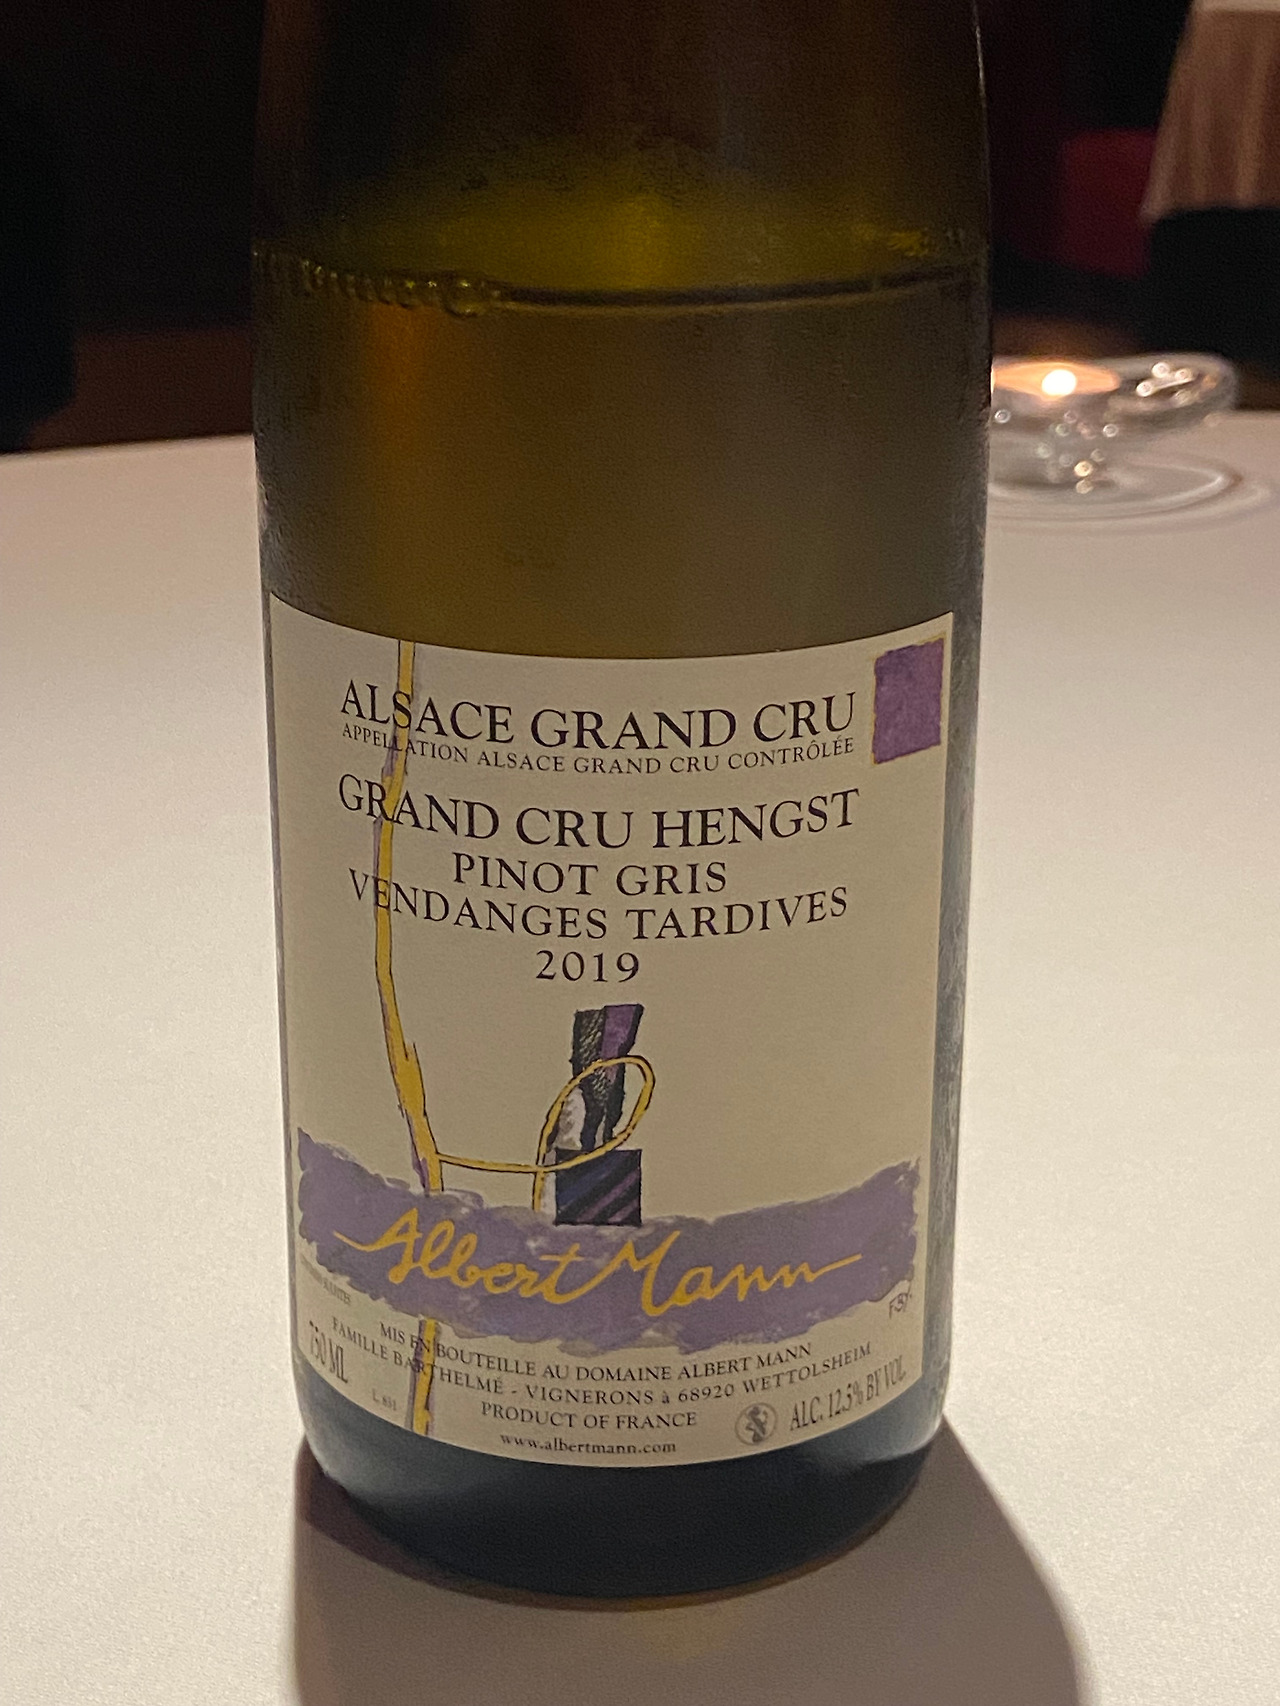 ALSACE GRAND CRU
APPELLATION ALSACE GRAND CRU CONTRÔLÉE
GRAND CRU HENGST
PINOT GRIS
VENDANGES TARDIVES
2019
Albert Mann
MIS EN BOUTEILLE AU DOMAINE ALBERT MANN
FAMILLE BARTHELMÉ - VIGNERONS à 68920 WETTOLSHEIM
750 ML
PRODUCT OF FRANCE
ALC. 12,5% BY VOL.
www.albertmann.com